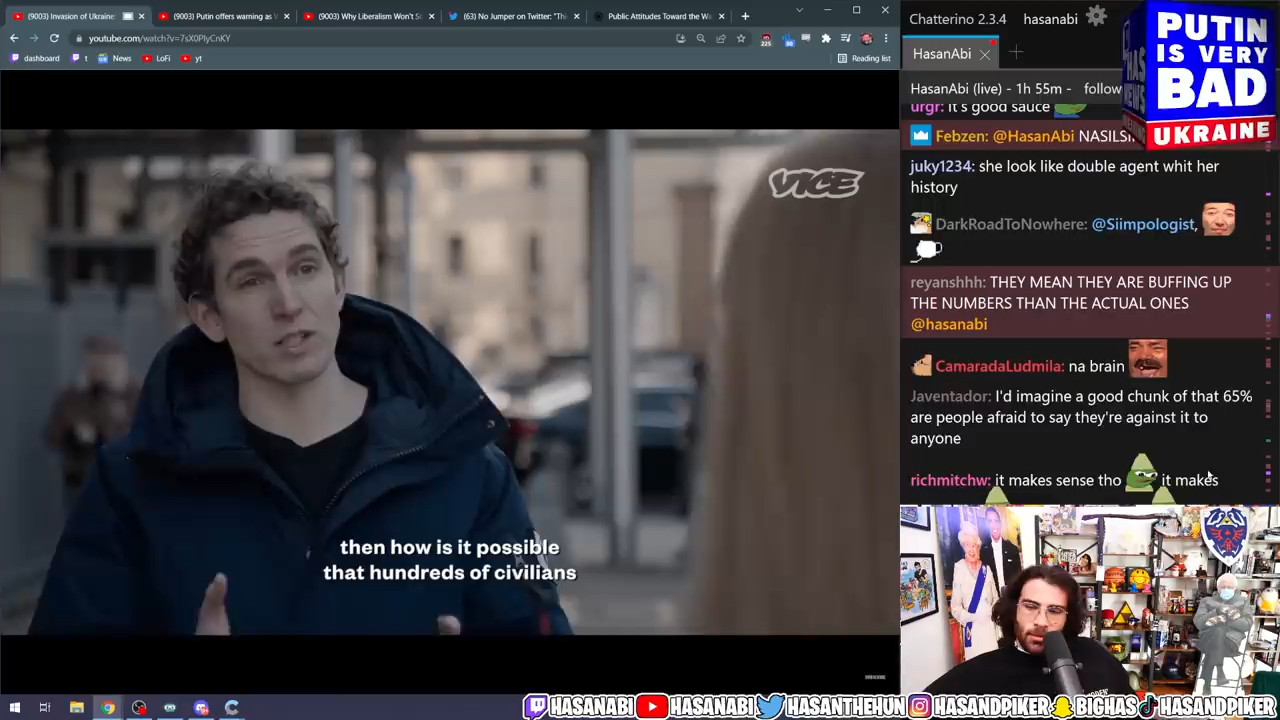 (9003) Invasion of Ukraine:
(9003) Putin offers warning as W
(9003) Why Liberalism Won't S
(63) No Jumper on Twitter: "Thi
Public Attitudes Toward the Wa
youtube.com/watch?v=7sX0PlyCnKY
225
80
dashboard
t
News
LoFi
yt
Reading list
VICE
then how is it possible
that hundreds of civilians
Chatterino 2.3.4
hasanabi
HasanAbi
HasanAbi (live) - 1h 55m -
follow
urgr: it's good sauce
Febzen: @HasanAbi
juky1234: she look like double agent whit her
history
DarkRoadToNowhere: @Siimpologist,
reyanshhh: THEY MEAN THEY ARE BUFFING UP
THE NUMBERS THAN THE ACTUAL ONES
@hasanabi
CamaradaLudmila: na brain
Javentador: I'd imagine a good chunk of that 65%
are people afraid to say they're against it to
anyone
richmitchw: it makes sense tho it makes
PUTIN
IS VERY
BAD
UKRAINE
HASANABI
HASANABI
HASANTHEHUN
HASANDPIKER
BIGHAS
HASANDPIKER